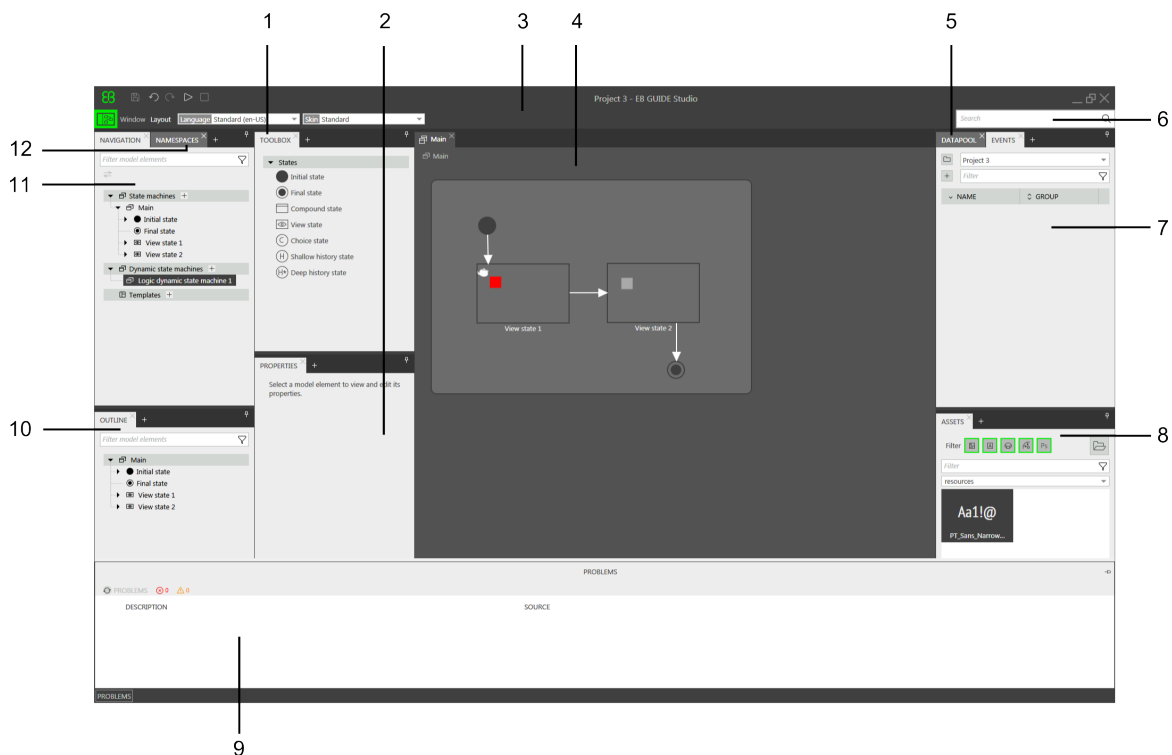 1
2
3
4
5
EB
Project 3 - EB GUIDE Studio
Window Layout Language Standard (en-US) Skin Standard
Search
6
NAVIGATION NAMESPACES +
TOOLBOX +
Main
DATAPOOL EVENTS +
12
Filter model elements
11
State machines +
Main
Initial state
Final state
View state 1
View state 2
Dynamic state machines +
Logic dynamic state machine 1
Templates +
States
Initial state
Final state
Compound state
View state
C Choice state
H Shallow history state
H* Deep history state
Main
View state 1
View state 2
Project 3
+ Filter
NAME GROUP
7
PROPERTIES +
Select a model element to view and edit its
properties.
OUTLINE +
10
Filter model elements
Main
Initial state
Final state
View state 1
View state 2
ASSETS +
8
Filter A Ps
Filter
resources
Aa1!@
PT_Sans_Narrow...
PROBLEMS
PROBLEMS 0 0
DESCRIPTION SOURCE
PROBLEMS
9